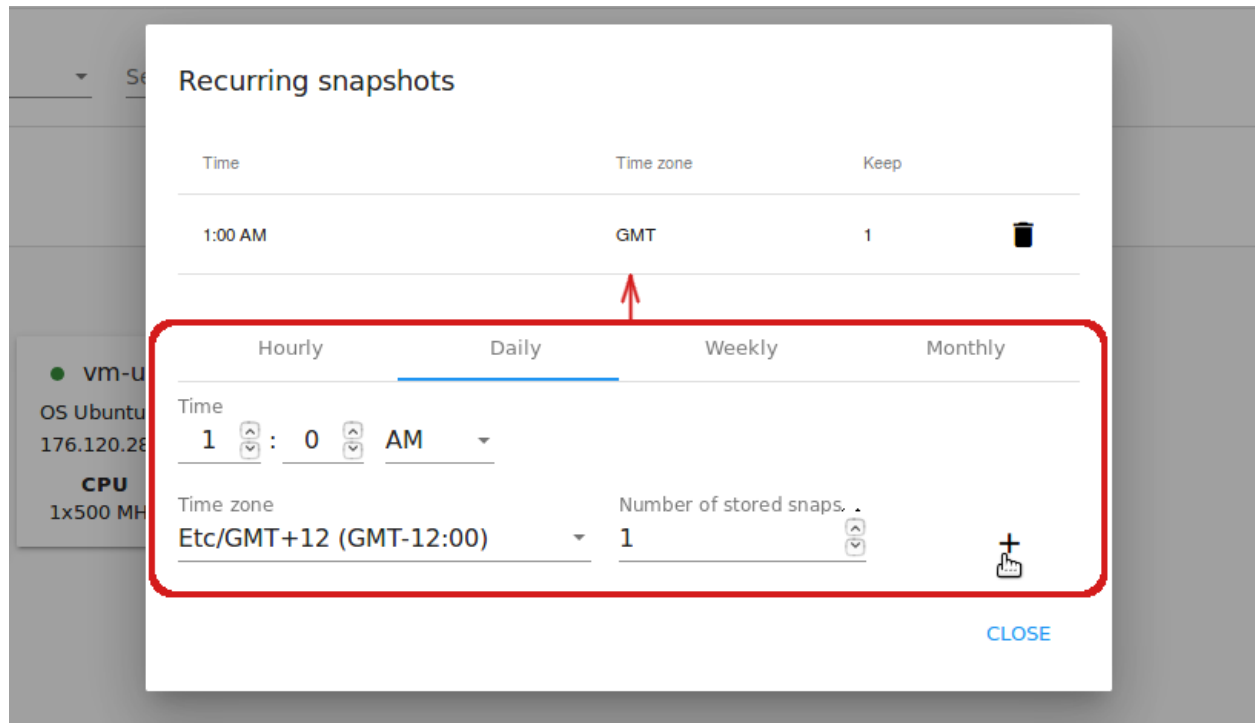 Se
Recurring snapshots
Time Time zone Keep
1:00 AM GMT 1
Hourly Daily Weekly Monthly
vm-u
OS Ubuntu
176.120.28
CPU
1x500 MH
Time
1 : 0 AM
Time zone Number of stored snaps. .
Etc/GMT+12 (GMT-12:00) 1 +
CLOSE